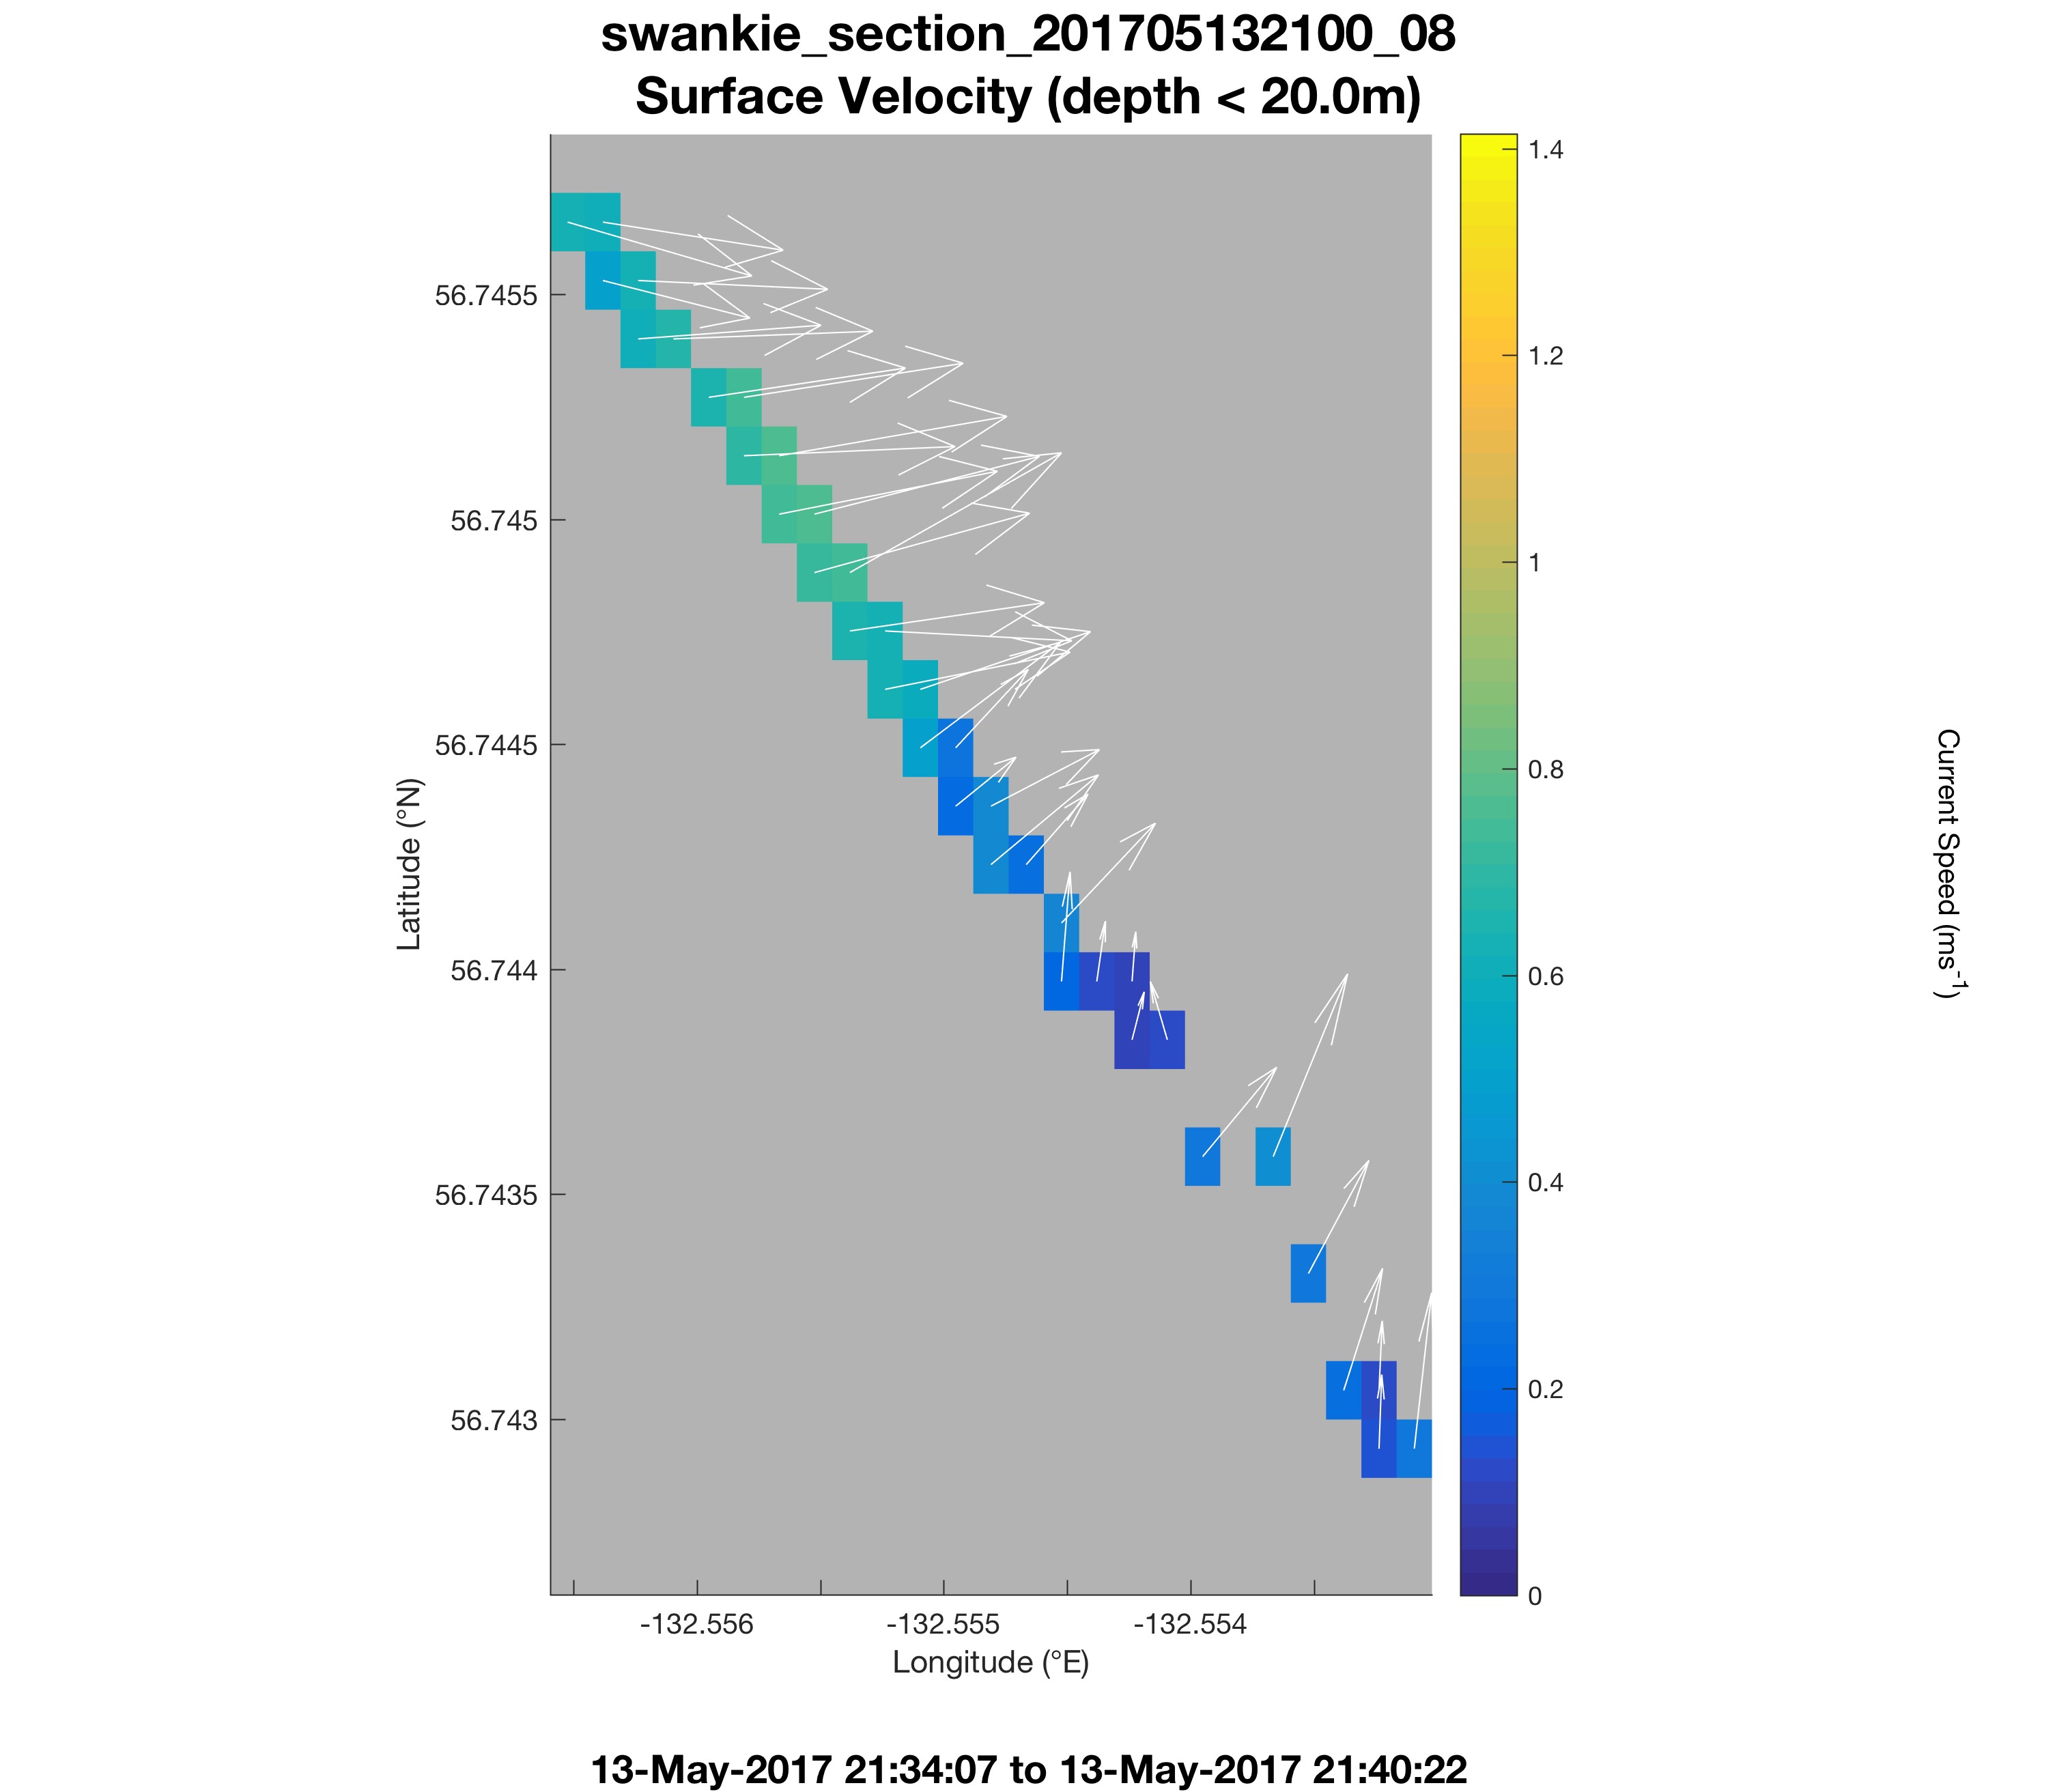 swankie_section_201705132100_08
Surface Velocity (depth < 20.0m)
56.7455
56.745
56.7445
56.744
56.7435
56.743
Latitude (°N)
-132.556
-132.555
-132.554
Longitude (°E)
1.4
1.2
1
0.8
0.6
0.4
0.2
0
Current Speed (ms⁻¹)
13-May-2017 21:34:07 to 13-May-2017 21:40:22